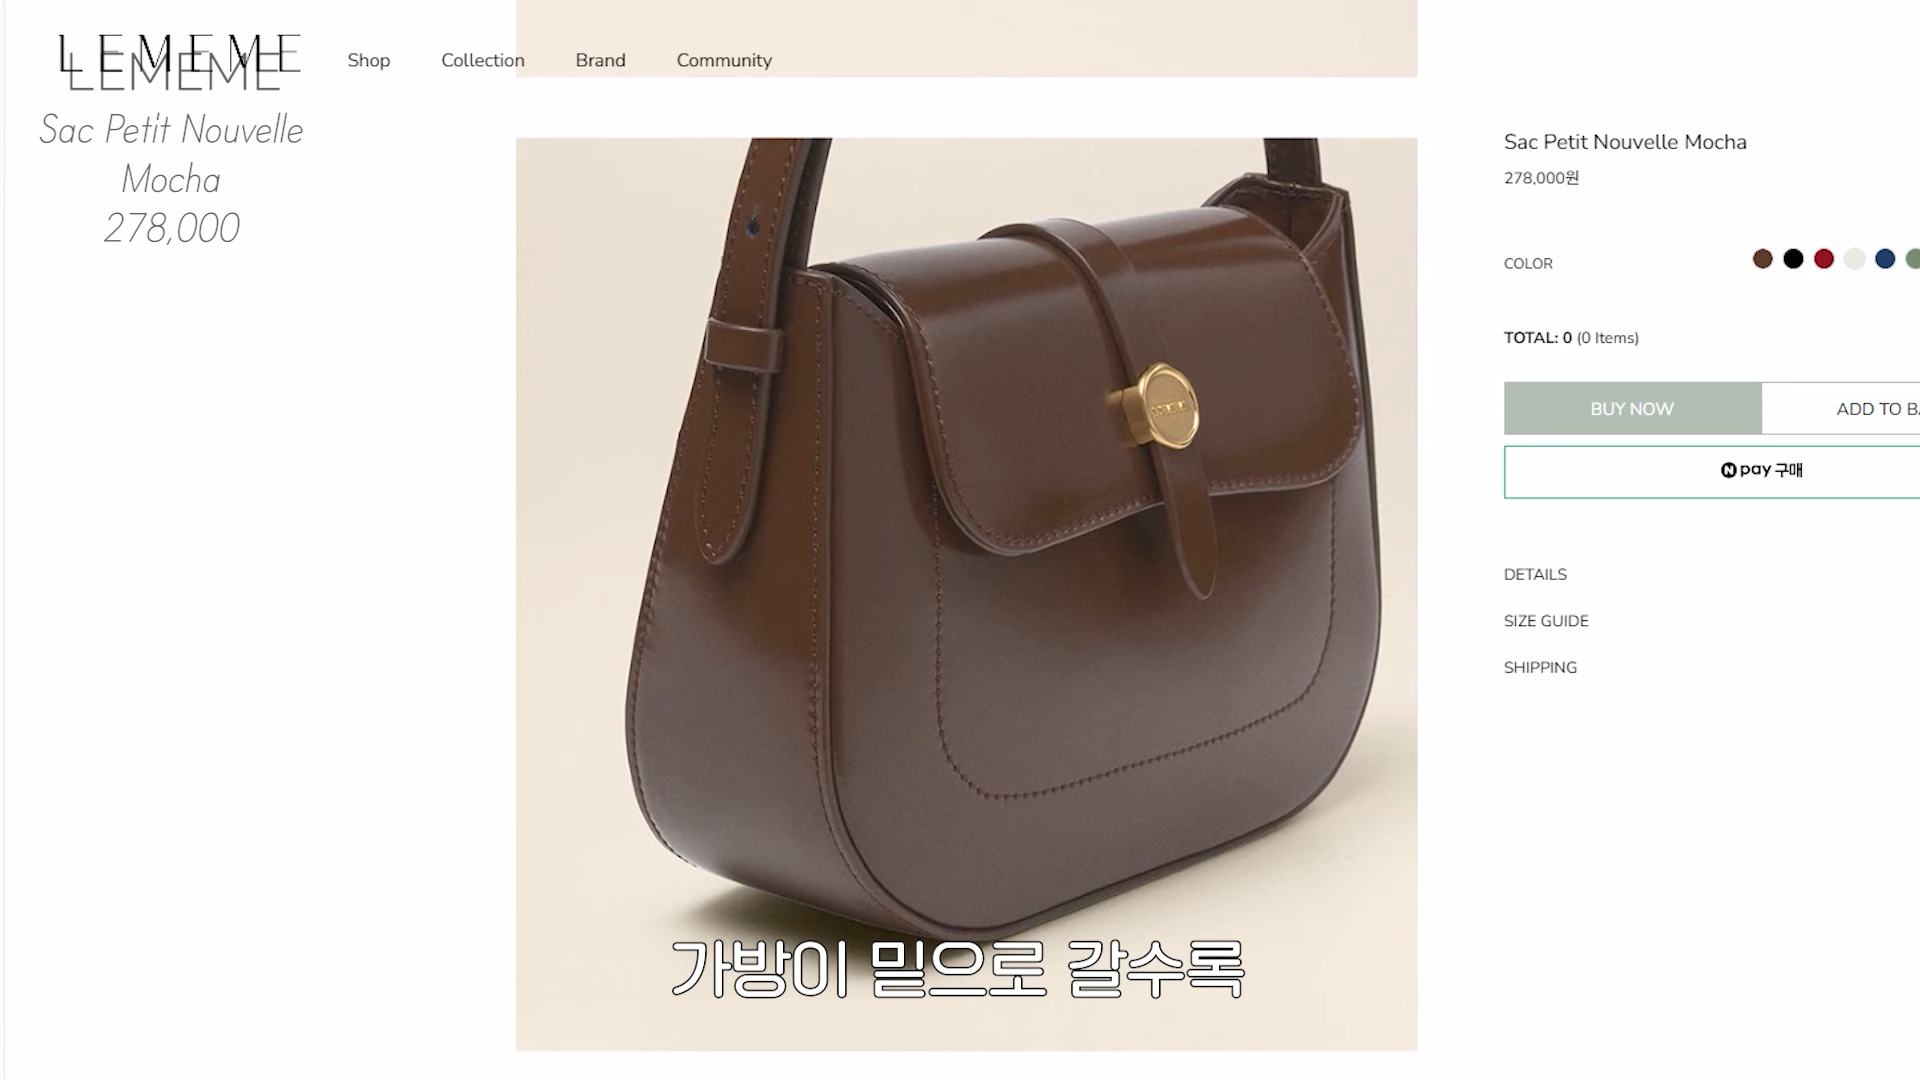 LEMEME
LEMEME
Shop
Collection
Brand
Community
Sac Petit Nouvelle
Mocha
278,000
Sac Petit Nouvelle Mocha
278,000원
COLOR
TOTAL: 0 (0 Items)
BUY NOW
ADD TO
N pay 구매
DETAILS
SIZE GUIDE
SHIPPING
LEMEME
가방이 밑으로 갈수록